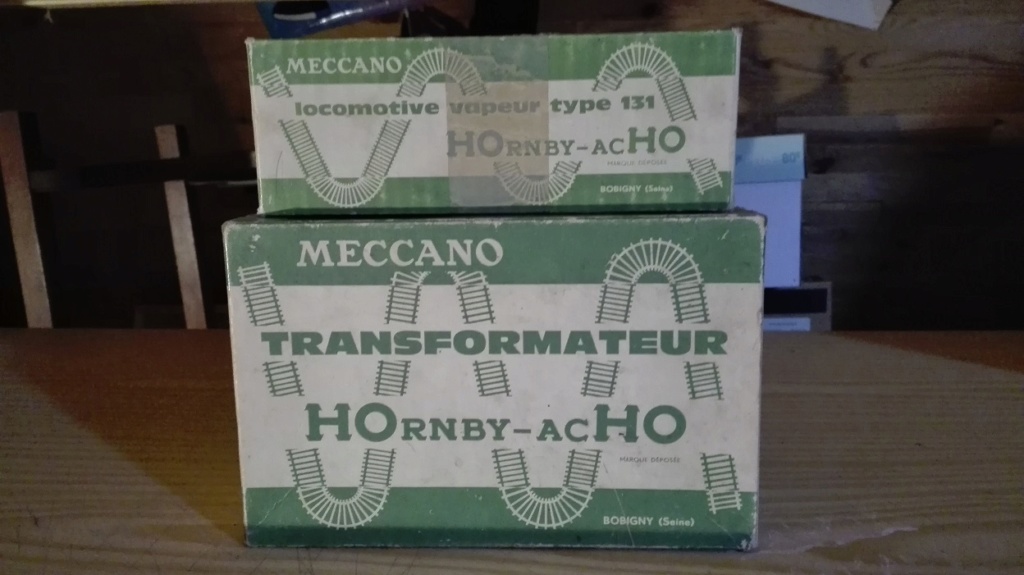 MECCANO
locomotive vapeur type 131
HORNBY-ACHO
MARQUE DÉPOSÉE
BOBIGNY (Seine)
MECCANO
TRANSFORMATEUR
HORNBY-ACHO
MARQUE DÉPOSÉE
BOBIGNY (Seine)